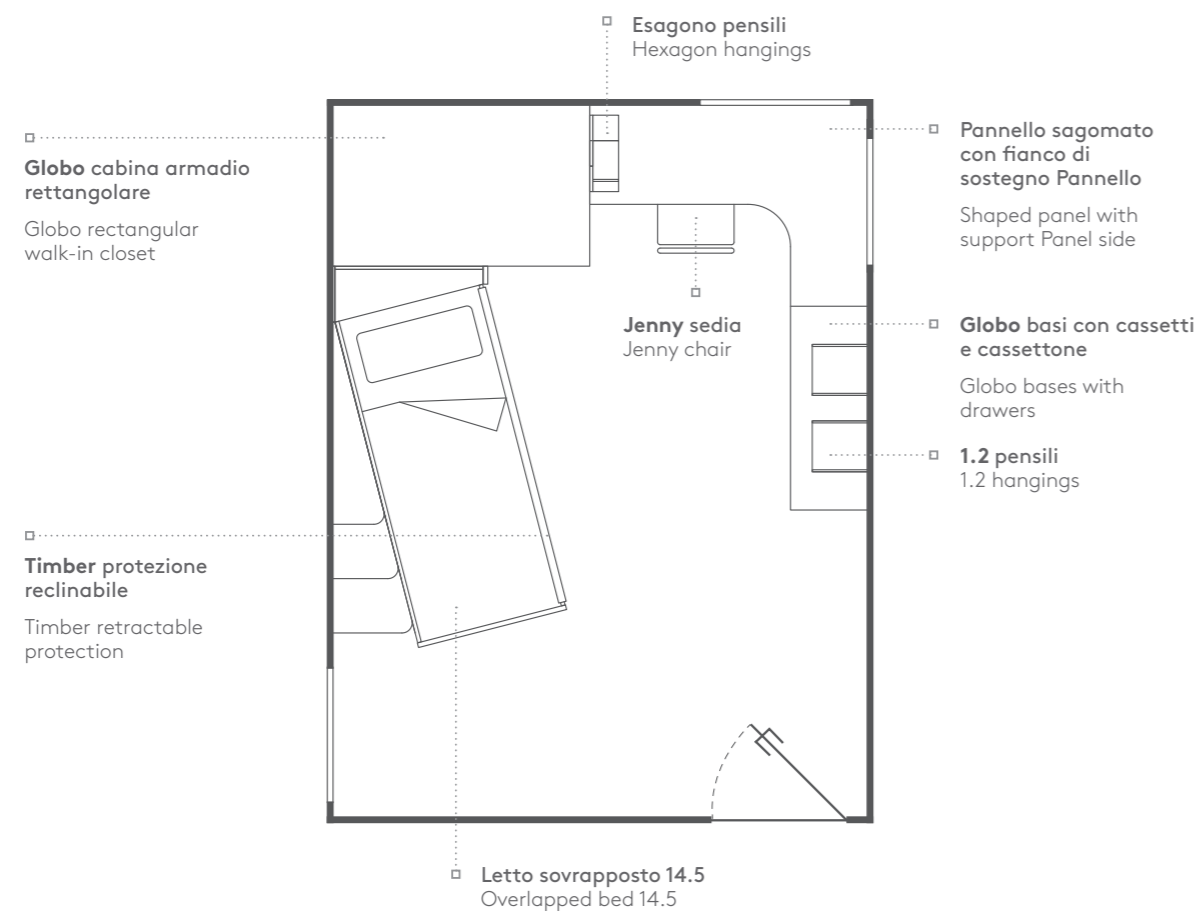 Esagono pensili
Hexagon hangings
Globo cabina armadio
rettangolare
Globo rectangular
walk-in closet
Pannello sagomato
con fianco di
sostegno Pannello
Shaped panel with
support Panel side
Jenny sedia
Jenny chair
Globo basi con cassetti
e cassettone
Globo bases with
drawers
1.2 pensili
1.2 hangings
Timber protezione
reclinabile
Timber retractable
protection
Letto sovrapposto 14.5
Overlapped bed 14.5